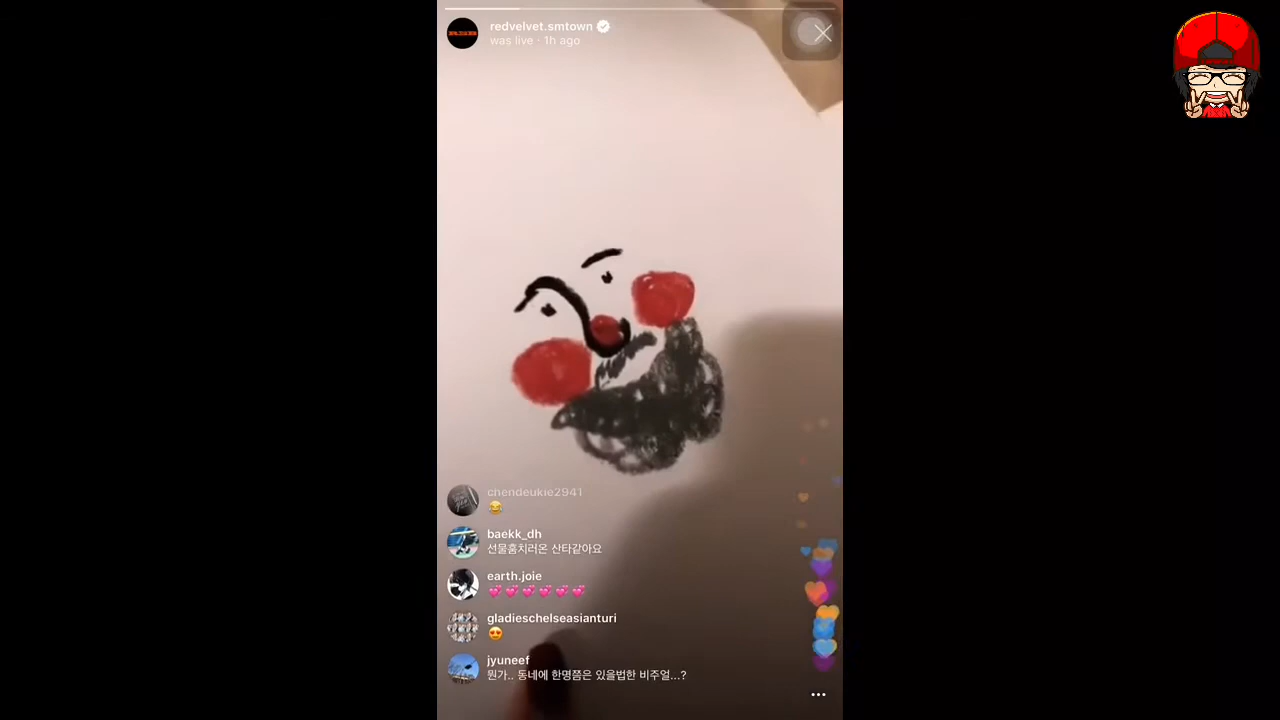 redvelvet.smtown
was live · 1h ago
chendeukie2941
😂
baekk_dh
선물훔치러온 산타같아요
earth.joie
💞💞💞💞💞💞
gladieschelseasianturi
😍
jyuneef
뭔가.. 동네에 한명쯤은 있을법한 비주얼...?